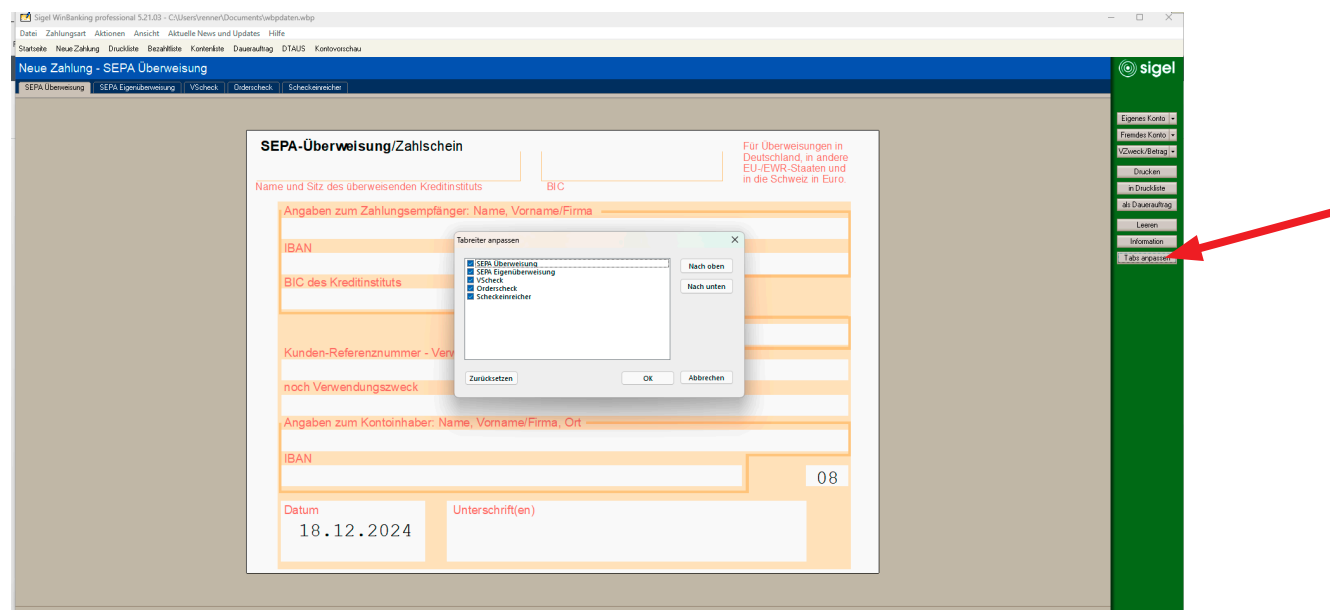 Sigel WinBanking professional 5.21.03 - C:\Users\renner\Documents\wbpdaten.wbp
Datei Zahlungsart Aktionen Ansicht Aktuelle News und Updates Hilfe
Startseite Neue Zahlung Druckliste Bezahltliste Kontenliste Dauerauftrag DTAUS Kontovorschau
Neue Zahlung - SEPA Überweisung
sigel
SEPA Überweisung SEPA Eigenüberweisung VScheck Orderscheck Scheckeinreicher
Eigenes Konto
Fremdes Konto
VZweck/Betrag
Drucken
in Druckliste
als Dauerauftrag
Leeren
Information
Tabs anpassen
SEPA-Überweisung/Zahlschein
Für Überweisungen in
Deutschland, in andere
EU-/EWR-Staaten und
in die Schweiz in Euro.
Name und Sitz des überweisenden Kreditinstituts BIC
Angaben zum Zahlungsempfänger: Name, Vorname/Firma
IBAN
BIC des Kreditinstituts
Kunden-Referenznummer - Verw
noch Verwendungszweck
Angaben zum Kontoinhaber: Name, Vorname/Firma, Ort
IBAN
08
Datum Unterschrift(en)
18.12.2024
Tabreiter anpassen
SEPA Überweisung
SEPA Eigenüberweisung
VScheck
Orderscheck
Scheckeinreicher
Nach oben
Nach unten
Zurücksetzen OK Abbrechen